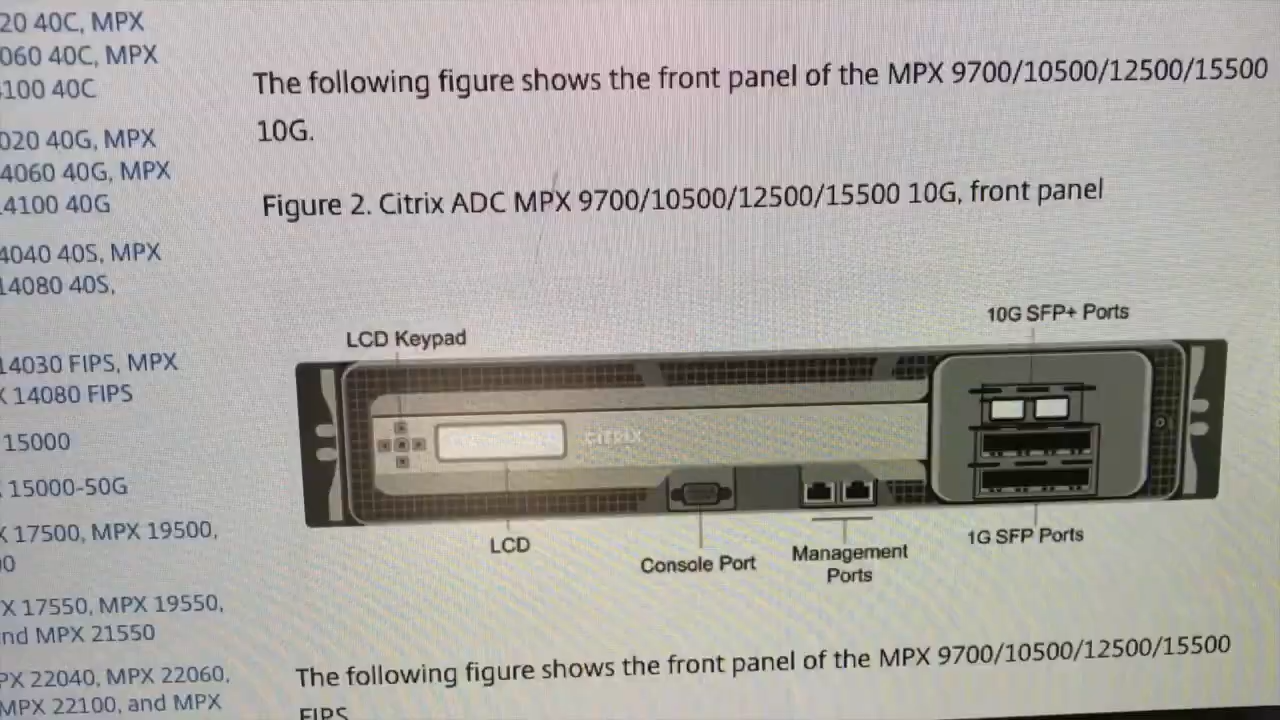 20 40C, MPX
060 40C, MPX
4100 40C
020 40G, MPX
4060 40G, MPX
14100 40G
4040 40S, MPX
14080 40S,
14030 FIPS, MPX
X 14080 FIPS
15000
15000-50G
X 17500, MPX 19500,
00
X 17550, MPX 19550,
nd MPX 21550
PX 22040, MPX 22060,
MPX 22100, and MPX
The following figure shows the front panel of the MPX 9700/10500/12500/15500
10G.
Figure 2. Citrix ADC MPX 9700/10500/12500/15500 10G, front panel
10G SFP+ Ports
LCD Keypad
CITRIX
LCD
Console Port
Management
Ports
1G SFP Ports
The following figure shows the front panel of the MPX 9700/10500/12500/15500
FIPS